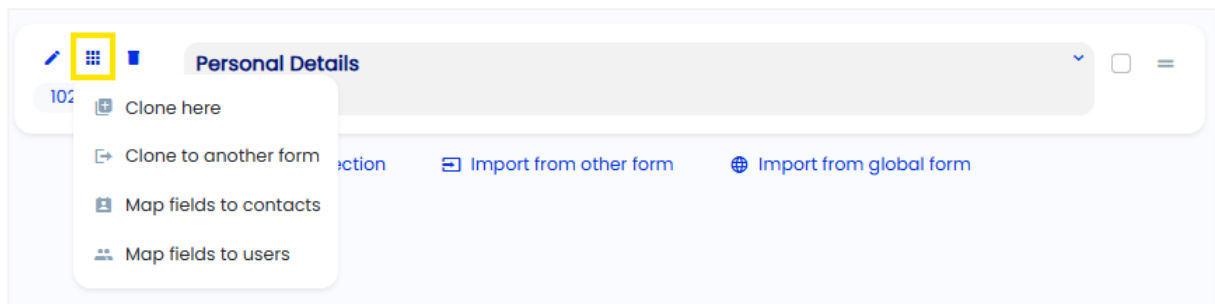 Personal Details
102
Clone here
Clone to another form
ection
Import from other form
Import from global form
Map fields to contacts
Map fields to users